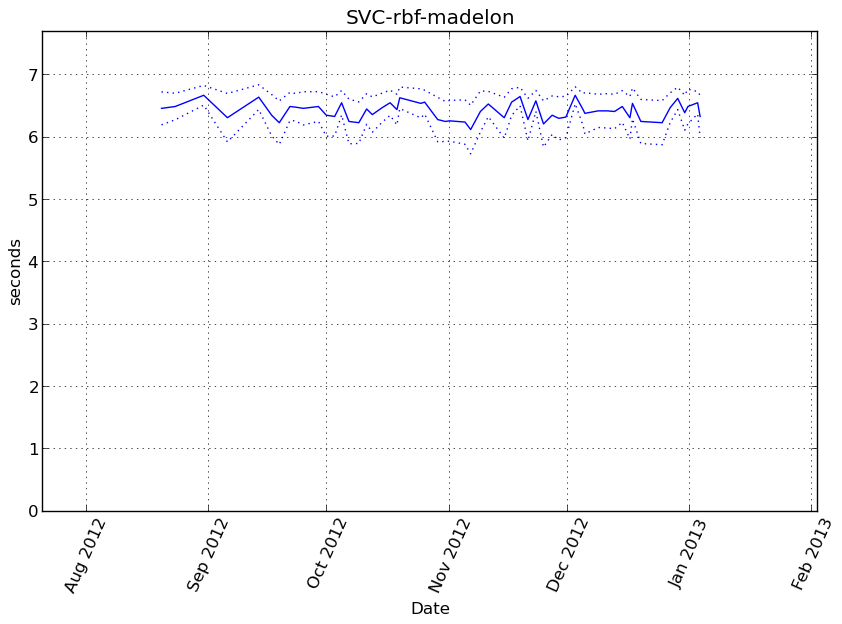 SVC-rbf-madelon
7
6
5
4
3
2
1
0
seconds
Aug 2012
Sep 2012
Oct 2012
Nov 2012
Dec 2012
Jan 2013
Feb 2013
Date